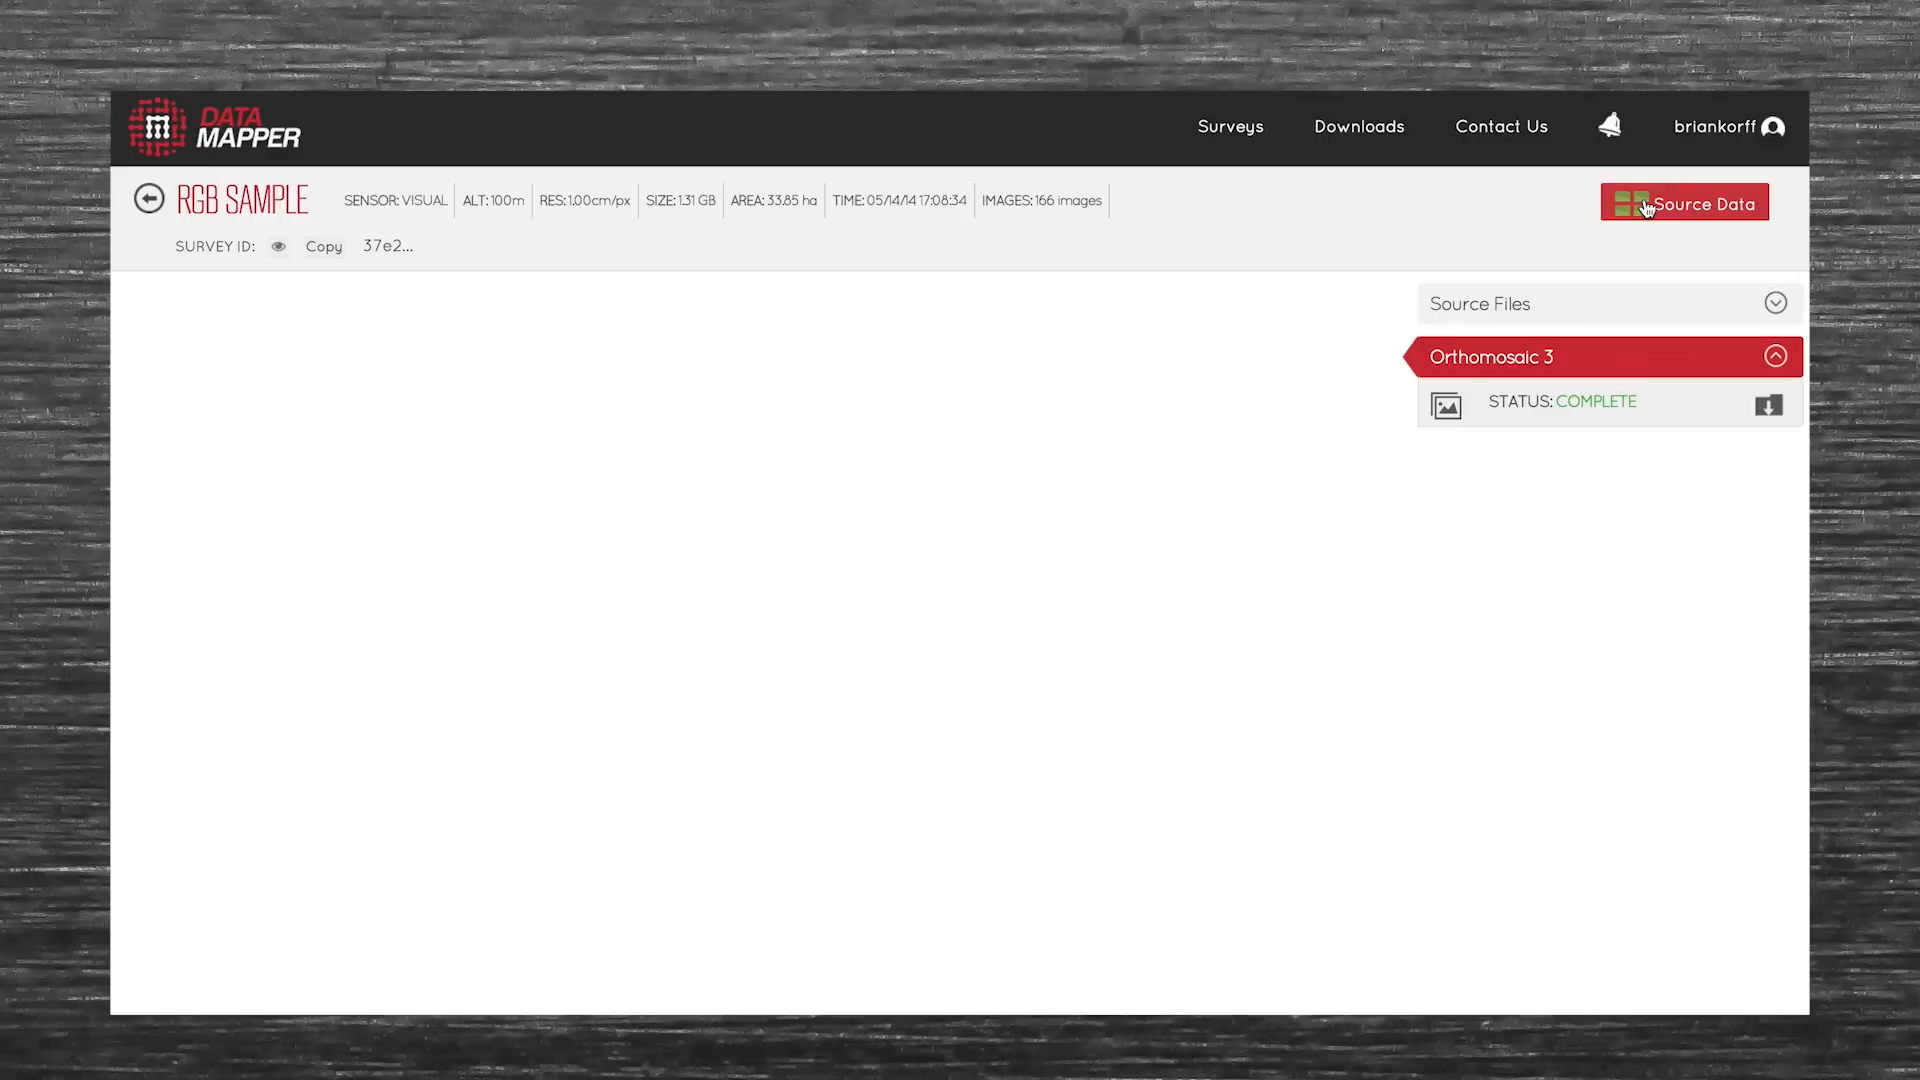 DATA
MAPPER
Surveys
Downloads
Contact Us
briankorff
RGB SAMPLE
SENSOR: VISUAL
ALT: 100m
RES: 1.00cm/px
SIZE: 1.31 GB
AREA: 33.85 ha
TIME: 05/14/14 17:08:34
IMAGES: 166 images
Source Data
SURVEY ID:
Copy
37e2...
Source Files
Orthomosaic 3
STATUS: COMPLETE